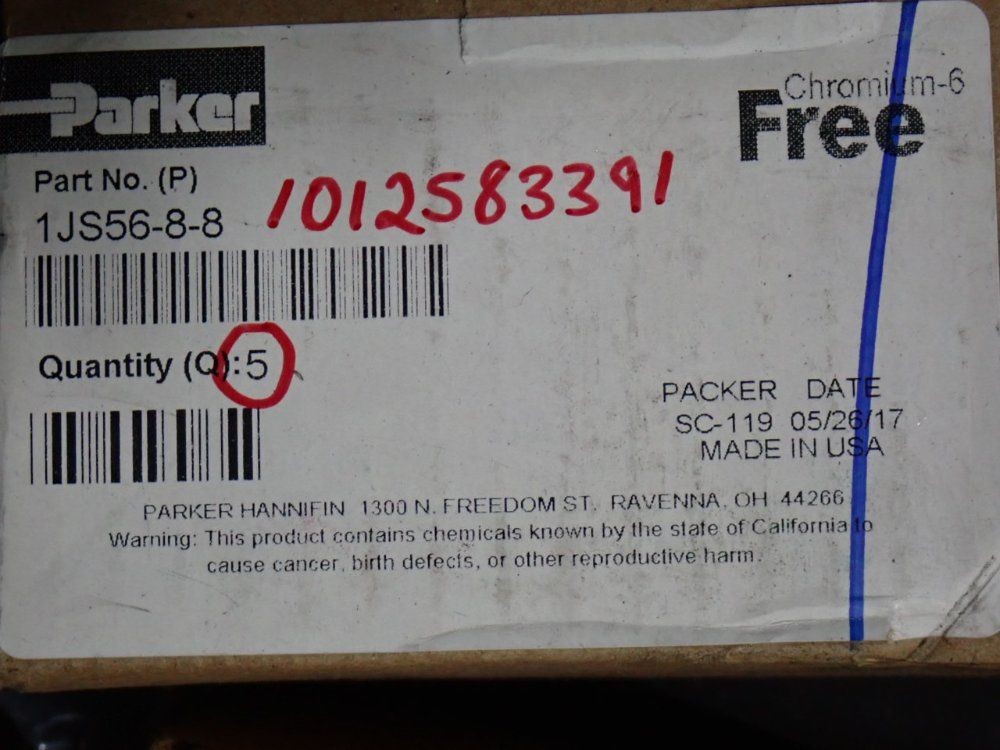 Parker
Chromium-6
Free
Part No. (P)
1JS56-8-8
1012583391
Quantity (Q): 5
PACKER DATE
SC-119 05/26/17
MADE IN USA
PARKER HANNIFIN 1300 N. FREEDOM ST. RAVENNA, OH 44266
Warning: This product contains chemicals known by the state of California to
cause cancer, birth defects, or other reproductive harm.